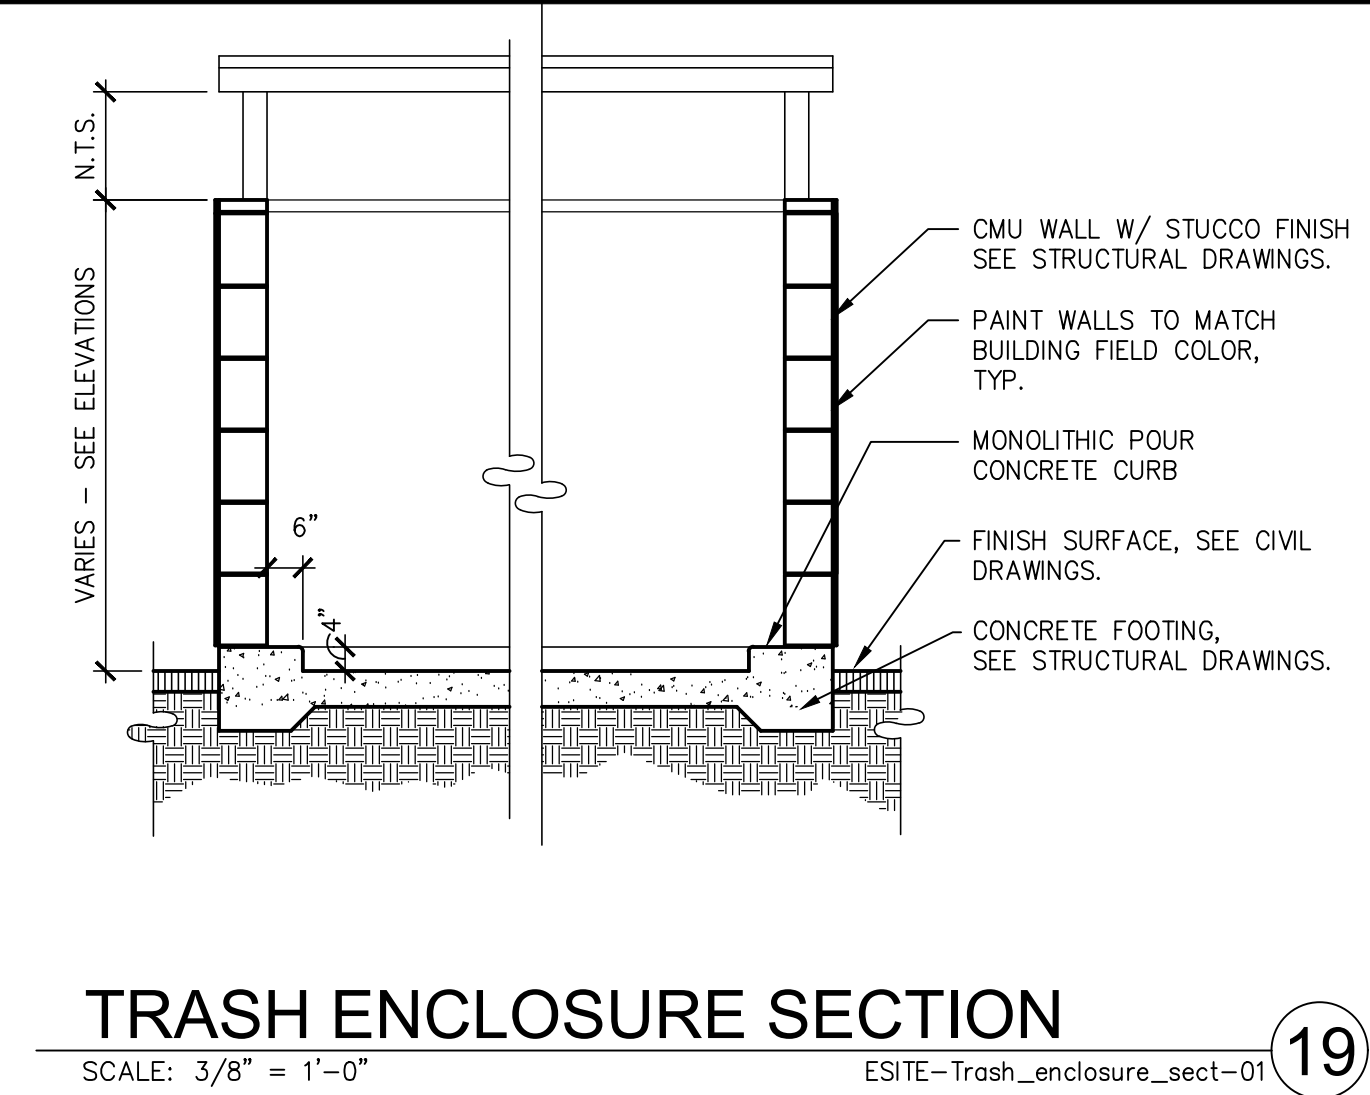 N.T.S.
VARIES - SEE ELEVATIONS
6"
4"
CMU WALL W/ STUCCO FINISH
SEE STRUCTURAL DRAWINGS.
PAINT WALLS TO MATCH
BUILDING FIELD COLOR,
TYP.
MONOLITHIC POUR
CONCRETE CURB
FINISH SURFACE, SEE CIVIL
DRAWINGS.
CONCRETE FOOTING,
SEE STRUCTURAL DRAWINGS.
TRASH ENCLOSURE SECTION
19
SCALE: 3/8" = 1'-0"
ESITE-Trash_enclosure_sect-01